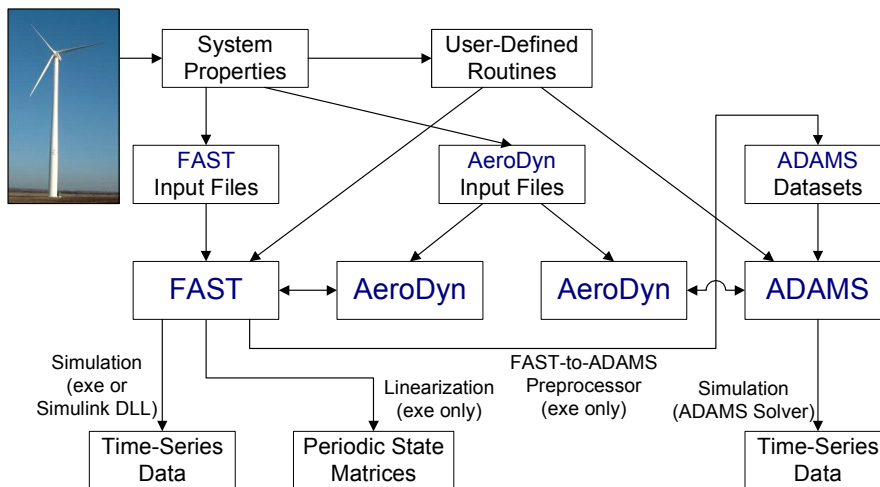 System
Properties
User-Defined
Routines
FAST
Input Files
AeroDyn
Input Files
ADAMS
Datasets
FAST
AeroDyn
AeroDyn
ADAMS
Simulation
(exe or
Simulink DLL)
Linearization
(exe only)
FAST-to-ADAMS
Preprocessor
(exe only)
Simulation
(ADAMS Solver)
Time-Series
Data
Periodic State
Matrices
Time-Series
Data